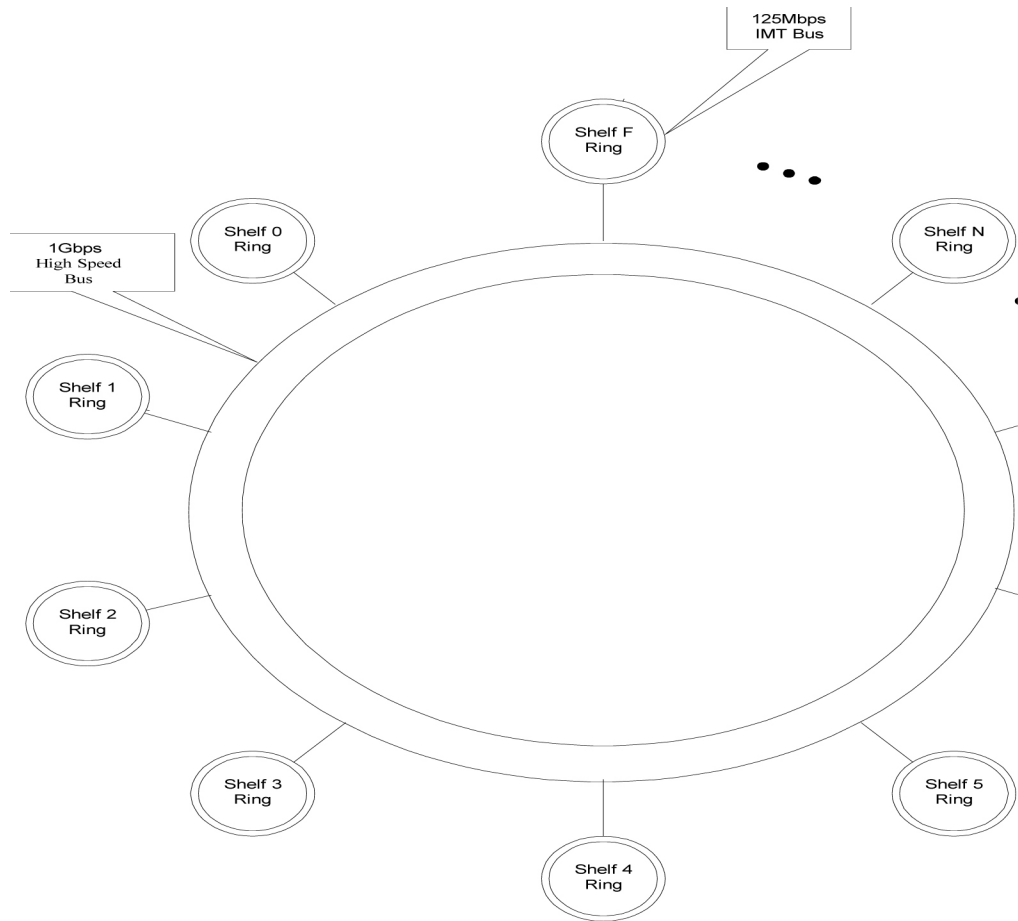 125Mbps
IMT Bus
Shelf F
Ring
Shelf 0
Ring
Shelf N
Ring
1Gbps
High Speed
Bus
Shelf 1
Ring
Shelf 2
Ring
Shelf 3
Ring
Shelf 5
Ring
Shelf 4
Ring